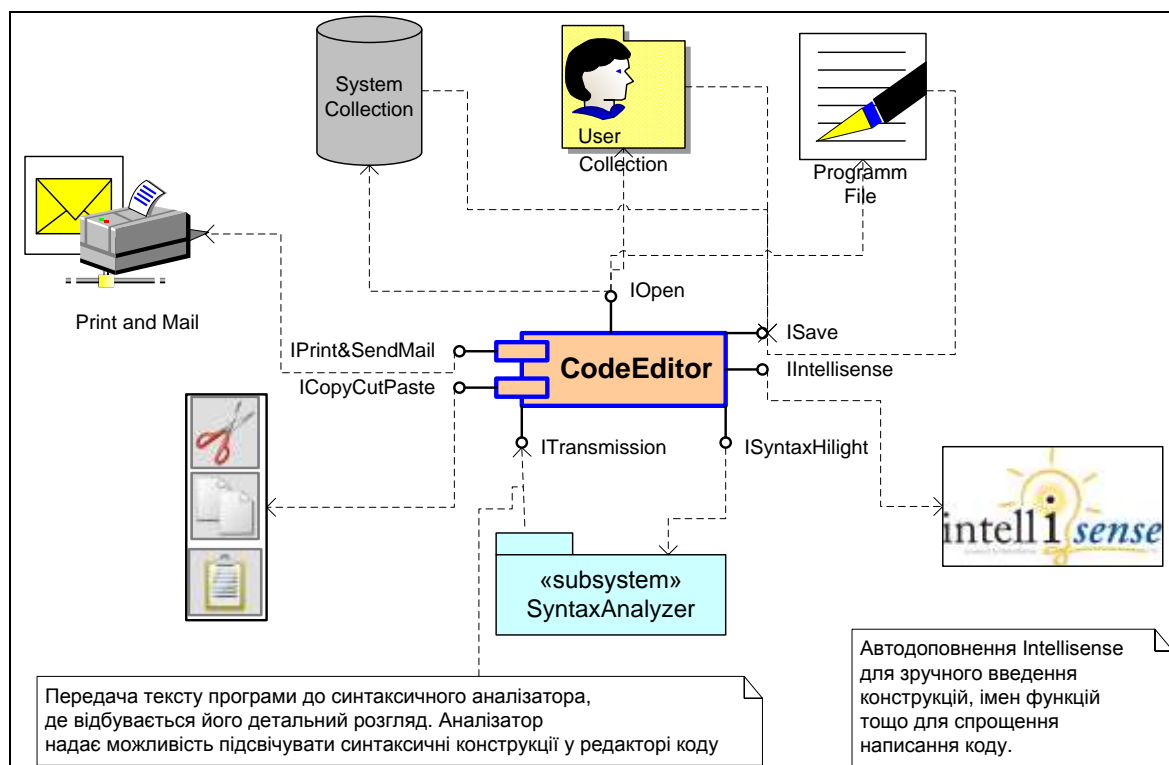 System
Collection
User
Collection
Programm
File
Print and Mail
IOpen
IPrint&SendMail
ISave
CodeEditor
IIntellisense
ICopyCutPaste
ITransmission
ISyntaxHilight
intellisense
«subsystem»
SyntaxAnalyzer
Передача тексту програми до синтаксичного аналізатора,
де відбувається його детальний розгляд. Аналізатор
надає можливість підсвічувати синтаксичні конструкції у редакторі коду
Автодоповнення Intellisense
для зручного введення
конструкцій, імен функцій
тощо для спрощення
написання коду.